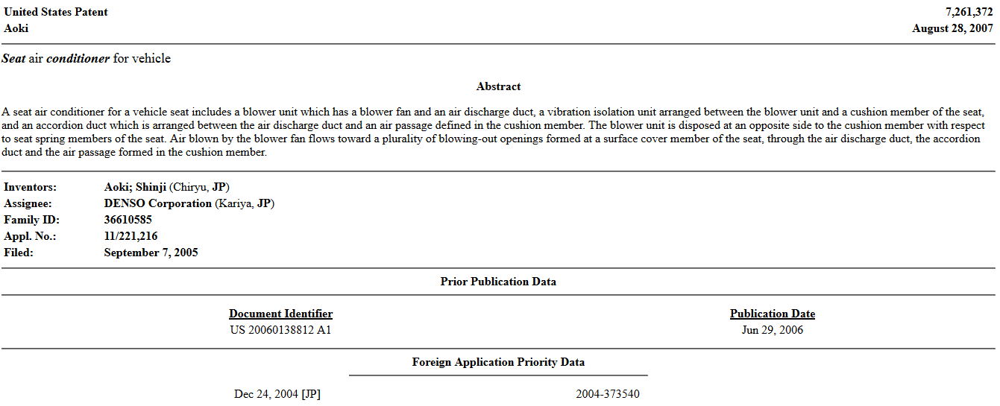 United States Patent 7,261,372
Aoki August 28, 2007
Seat air conditioner for vehicle
Abstract
A seat air conditioner for a vehicle seat includes a blower unit which has a blower fan and an air discharge duct, a vibration isolation unit arranged between the blower unit and a cushion member of the seat,
and an accordion duct which is arranged between the air discharge duct and an air passage defined in the cushion member. The blower unit is disposed at an opposite side to the cushion member with respect
to seat spring members of the seat. Air blown by the blower fan flows toward a plurality of blowing-out openings formed at a surface cover member of the seat, through the air discharge duct, the accordion
duct and the air passage formed in the cushion member.
Inventors: Aoki; Shinji (Chiryu, JP)
Assignee: DENSO Corporation (Kariya, JP)
Family ID: 36610585
Appl. No.: 11/221,216
Filed: September 7, 2005
Prior Publication Data
Document Identifier Publication Date
US 20060138812 A1 Jun 29, 2006
Foreign Application Priority Data
Dec 24, 2004 [JP] 2004-373540